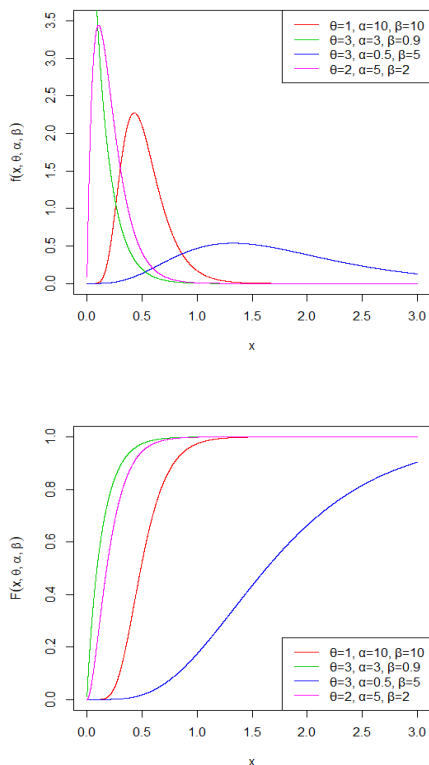 θ=1, α=10, β=10
θ=3, α=3, β=0.9
θ=3, α=0.5, β=5
θ=2, α=5, β=2
f(x, θ, α, β)
3.5
3.0
2.5
2.0
1.5
1.0
0.5
0.0
0.0 0.5 1.0 1.5 2.0 2.5 3.0
x
F(x, θ, α, β)
1.0
0.8
0.6
0.4
0.2
0.0
θ=1, α=10, β=10
θ=3, α=3, β=0.9
θ=3, α=0.5, β=5
θ=2, α=5, β=2
0.0 0.5 1.0 1.5 2.0 2.5 3.0
x